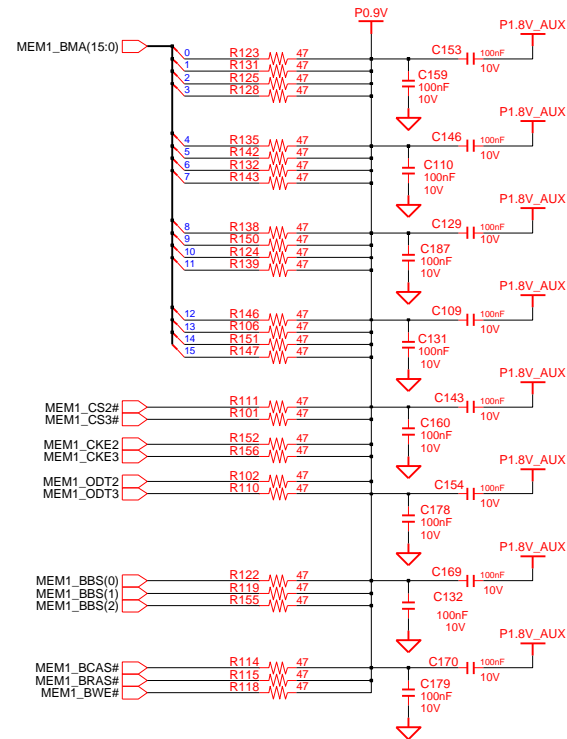 P0.9V
P1.8V_AUX
MEM1_BMA(15:0)
0 R123 47
1 R131 47
2 R125 47
3 R128 47
C153 100nF
10V
C159
100nF
10V
P1.8V_AUX
4 R135 47
5 R142 47
6 R132 47
7 R143 47
C146 100nF
10V
C110
100nF
10V
P1.8V_AUX
8 R138 47
9 R150 47
10 R124 47
11 R139 47
C129 100nF
10V
C187
100nF
10V
P1.8V_AUX
12 R146 47
13 R106 47
14 R151 47
15 R147 47
C109 100nF
10V
C131
100nF
10V
P1.8V_AUX
MEM1_CS2# R111 47
MEM1_CS3# R101 47
C143 100nF
10V
C160
100nF
10V
MEM1_CKE2 R152 47
MEM1_CKE3 R156 47
P1.8V_AUX
MEM1_ODT2 R102 47
MEM1_ODT3 R110 47
C154 100nF
10V
C178
100nF
10V
P1.8V_AUX
MEM1_BBS(0) R122 47
MEM1_BBS(1) R119 47
MEM1_BBS(2) R155 47
C169 100nF
10V
C132
100nF
10V
P1.8V_AUX
MEM1_BCAS# R114 47
MEM1_BRAS# R115 47
MEM1_BWE# R118 47
C170 100nF
10V
C179
100nF
10V